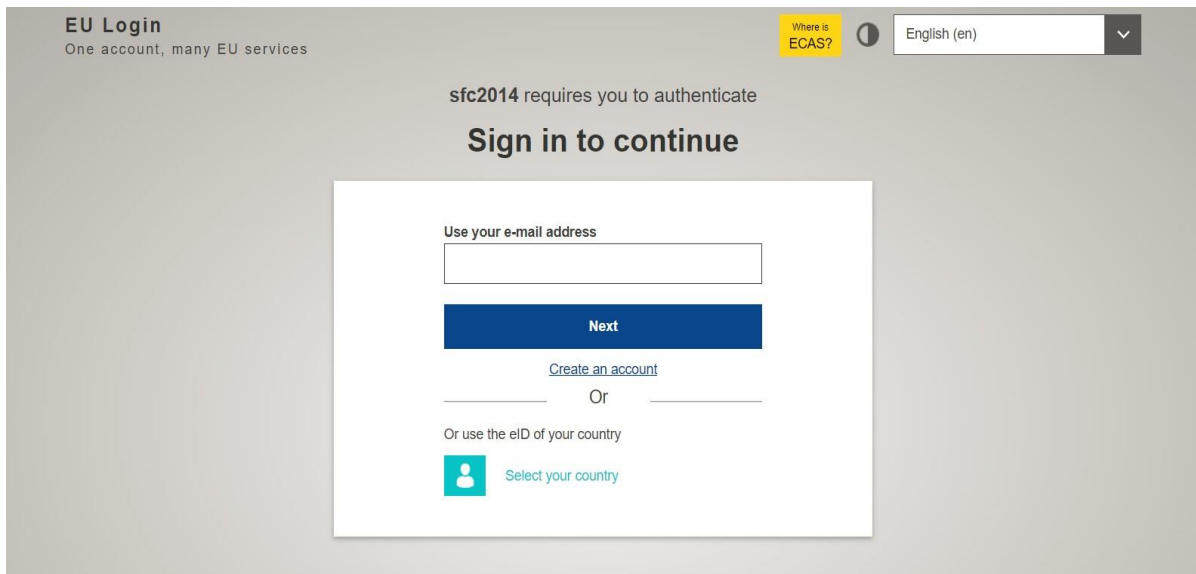 EU Login
One account, many EU services
Where is
ECAS?
English (en)
sfc2014 requires you to authenticate
Sign in to continue
Use your e-mail address
Next
Create an account
Or
Or use the eID of your country
Select your country